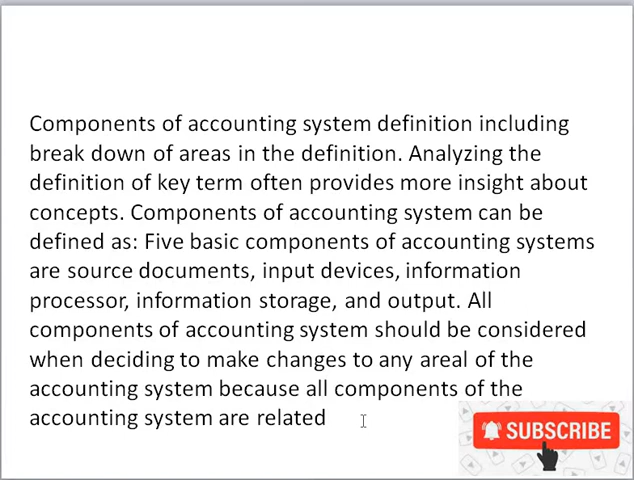 Components of accounting system definition including
break down of areas in the definition. Analyzing the
definition of key term often provides more insight about
concepts. Components of accounting system can be
defined as: Five basic components of accounting systems
are source documents, input devices, information
processor, information storage, and output. All
components of accounting system should be considered
when deciding to make changes to any areal of the
accounting system because all components of the
accounting system are related
SUBSCRIBE